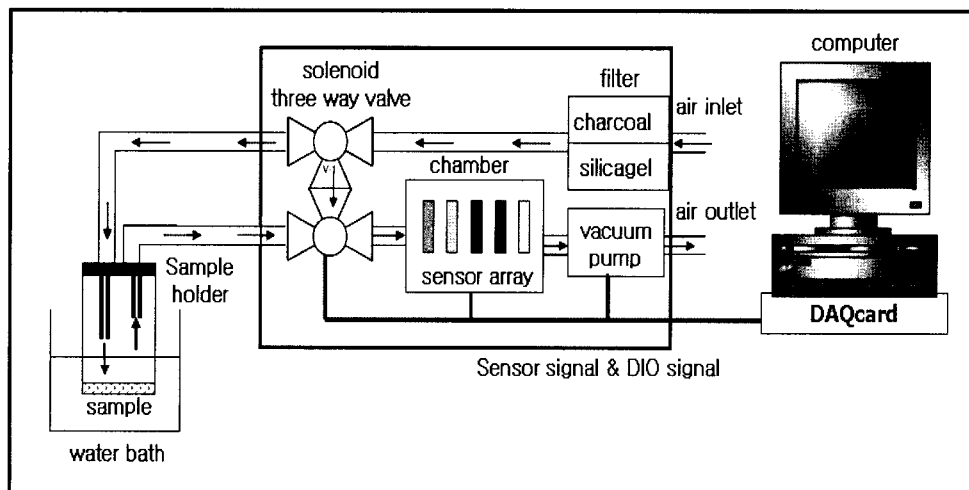 computer
solenoid
three way valve
filter
air inlet
charcoal
silicagel
V-1
chamber
air outlet
vacuum
pump
sensor array
Sample
holder
DAQcard
Sensor signal & DIO signal
sample
water bath